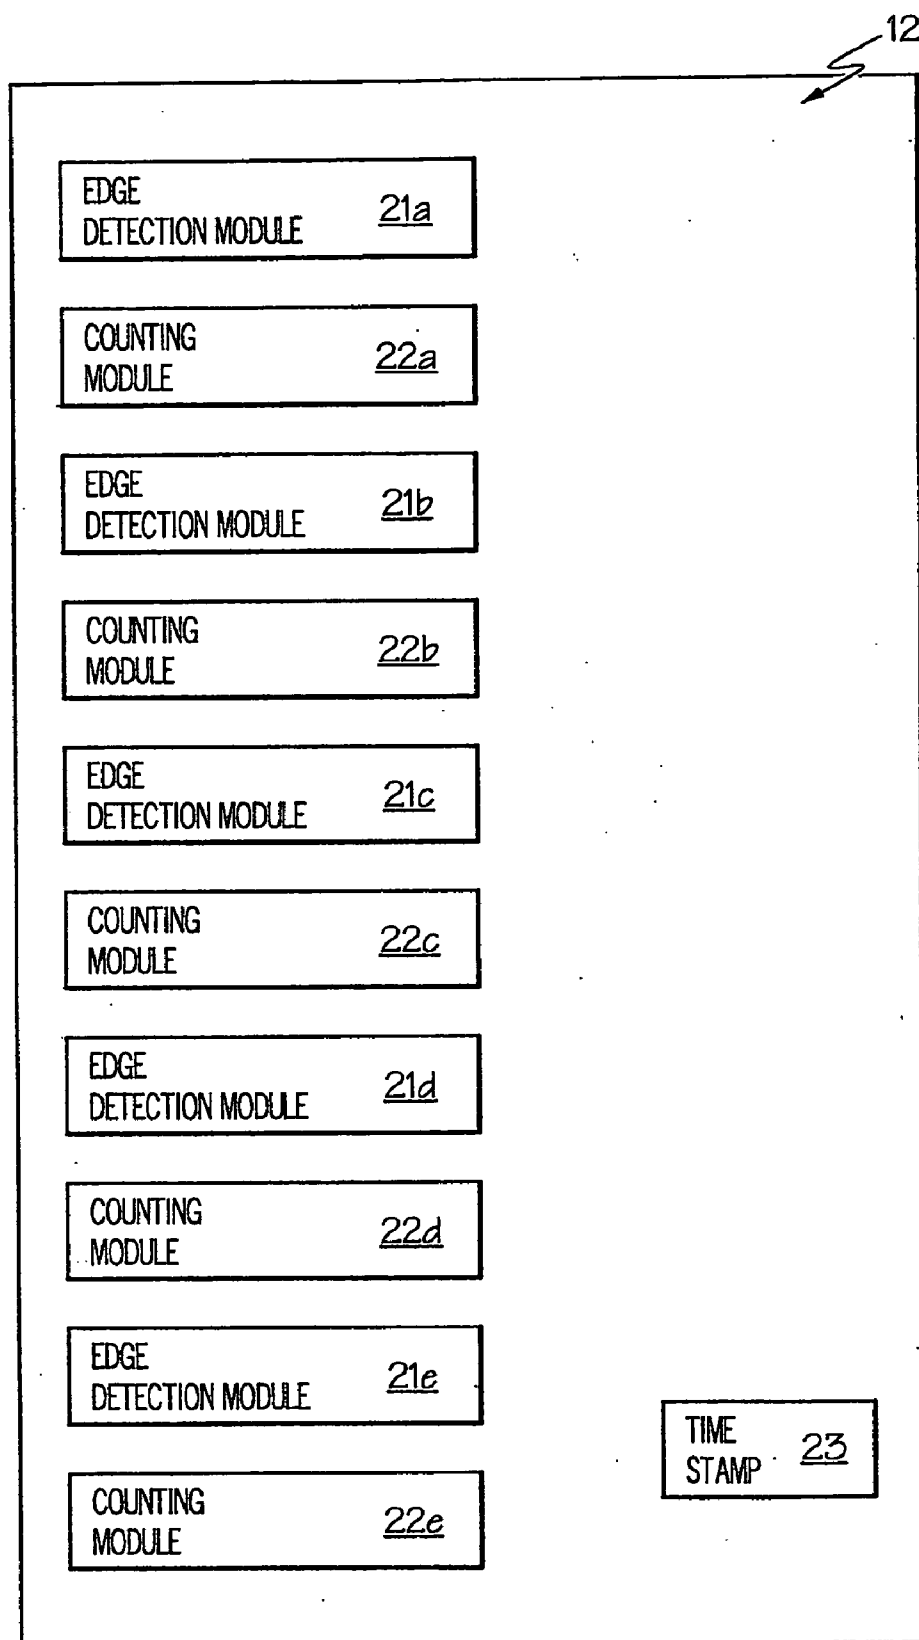 12
EDGE
DETECTION MODULE 21a
COUNTING
MODULE 22a
EDGE
DETECTION MODULE 21b
COUNTING
MODULE 22b
EDGE
DETECTION MODULE 21c
COUNTING
MODULE 22c
EDGE
DETECTION MODULE 21d
COUNTING
MODULE 22d
EDGE
DETECTION MODULE 21e
TIME
STAMP 23
COUNTING
MODULE 22e